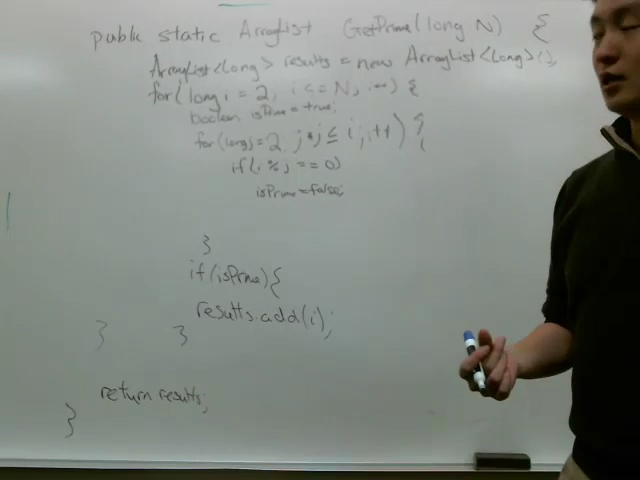 public static ArrayList GetPrime(long N) {
ArrayList<Long> results = new ArrayList<Long>();
for(long i = 2; i <= N; i++) {
boolean isPrime = true;
for(long j = 2; j*j ≤ i; j++) {
if(i % j == 0)
isPrime = false;
}
if(isPrime){
results.add(i);
} }
return results;
}